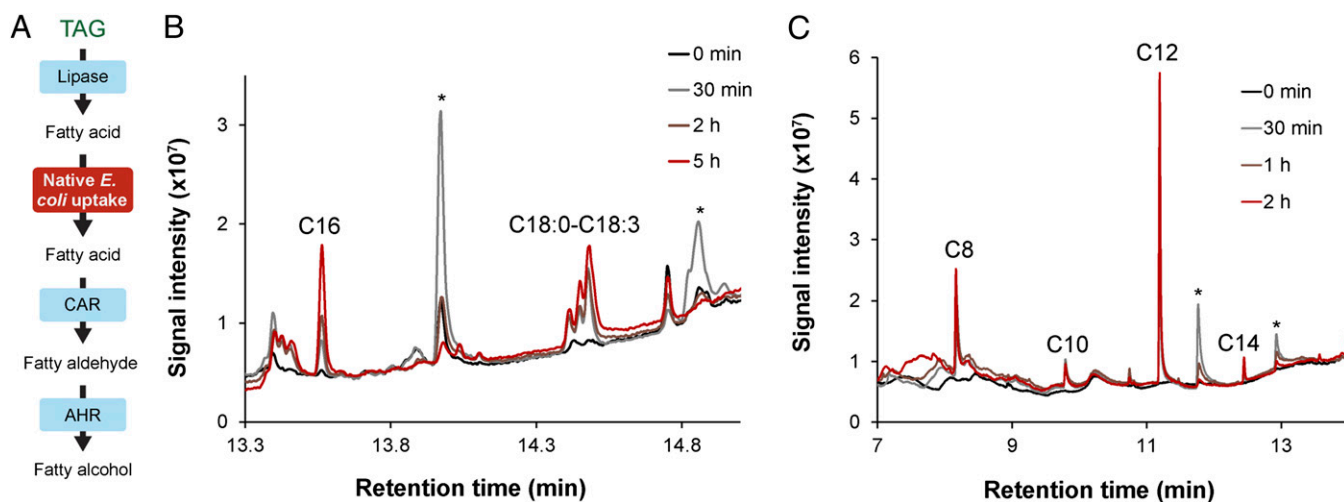 A
TAG
Lipase
Fatty acid
Native E.
coli uptake
Fatty acid
CAR
Fatty aldehyde
AHR
Fatty alcohol
B
Signal intensity (x10⁷)
3
2
1
0
13.3
13.8
14.3
14.8
Retention time (min)
C16
*
C18:0-C18:3
*
0 min
30 min
2 h
5 h
C
Signal intensity (x10⁷)
6
5
4
3
2
1
0
7
9
11
13
Retention time (min)
C8
C10
C12
*
C14
*
0 min
30 min
1 h
2 h